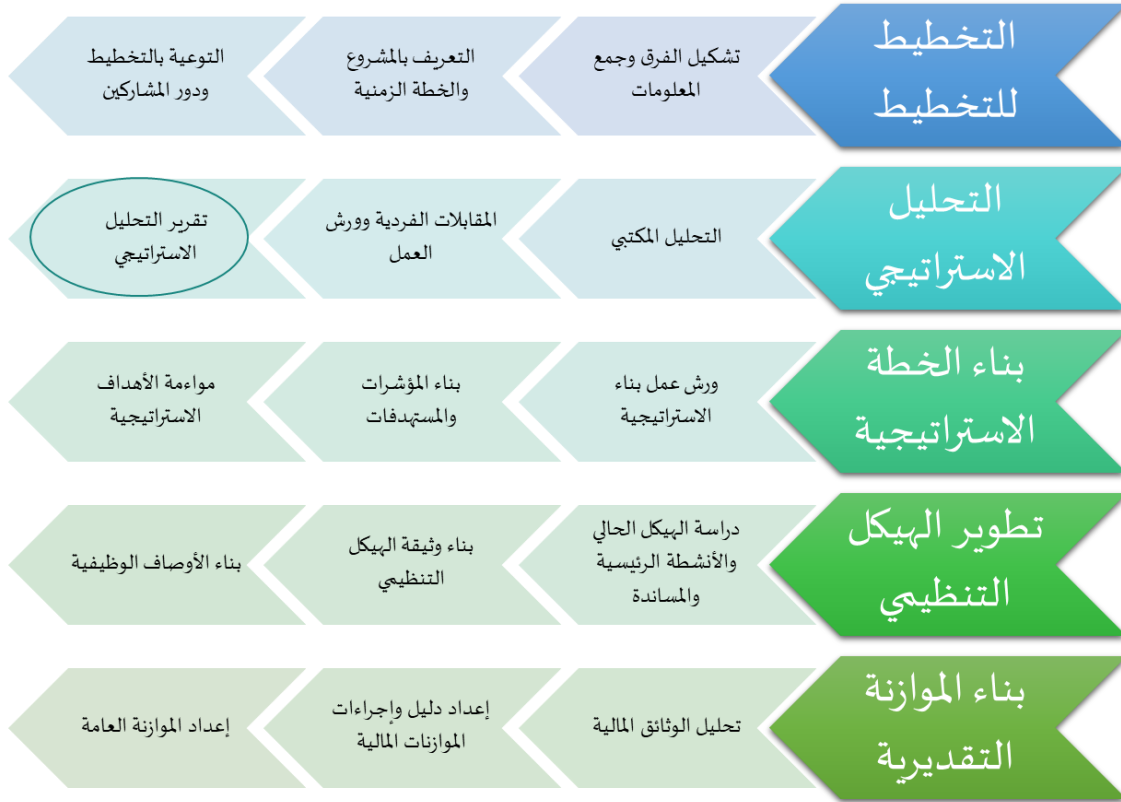 التخطيط
للتخطيط
تشكيل الفرق وجمع
المعلومات
التعريف بالمشروع
والخطة الزمنية
التوعية بالتخطيط
ودور المشاركين
التحليل
الاستراتيجي
التحليل المكتبي
المقابلات الفردية وورش
العمل
تقرير التحليل
الاستراتيجي
بناء الخطة
الاستراتيجية
ورش عمل بناء
الاستراتيجية
بناء المؤشرات
والمستهدفات
مواءمة الأهداف
الاستراتيجية
تطوير الهيكل
التنظيمي
دراسة الهيكل الحالي
والأنشطة الرئيسية
والمساندة
بناء وثيقة الهيكل
التنظيمي
بناء الأوصاف الوظيفية
بناء الموازنة
التقديرية
تحليل الوثائق المالية
إعداد دليل وإجراءات
الموازنات المالية
إعداد الموازنة العامة